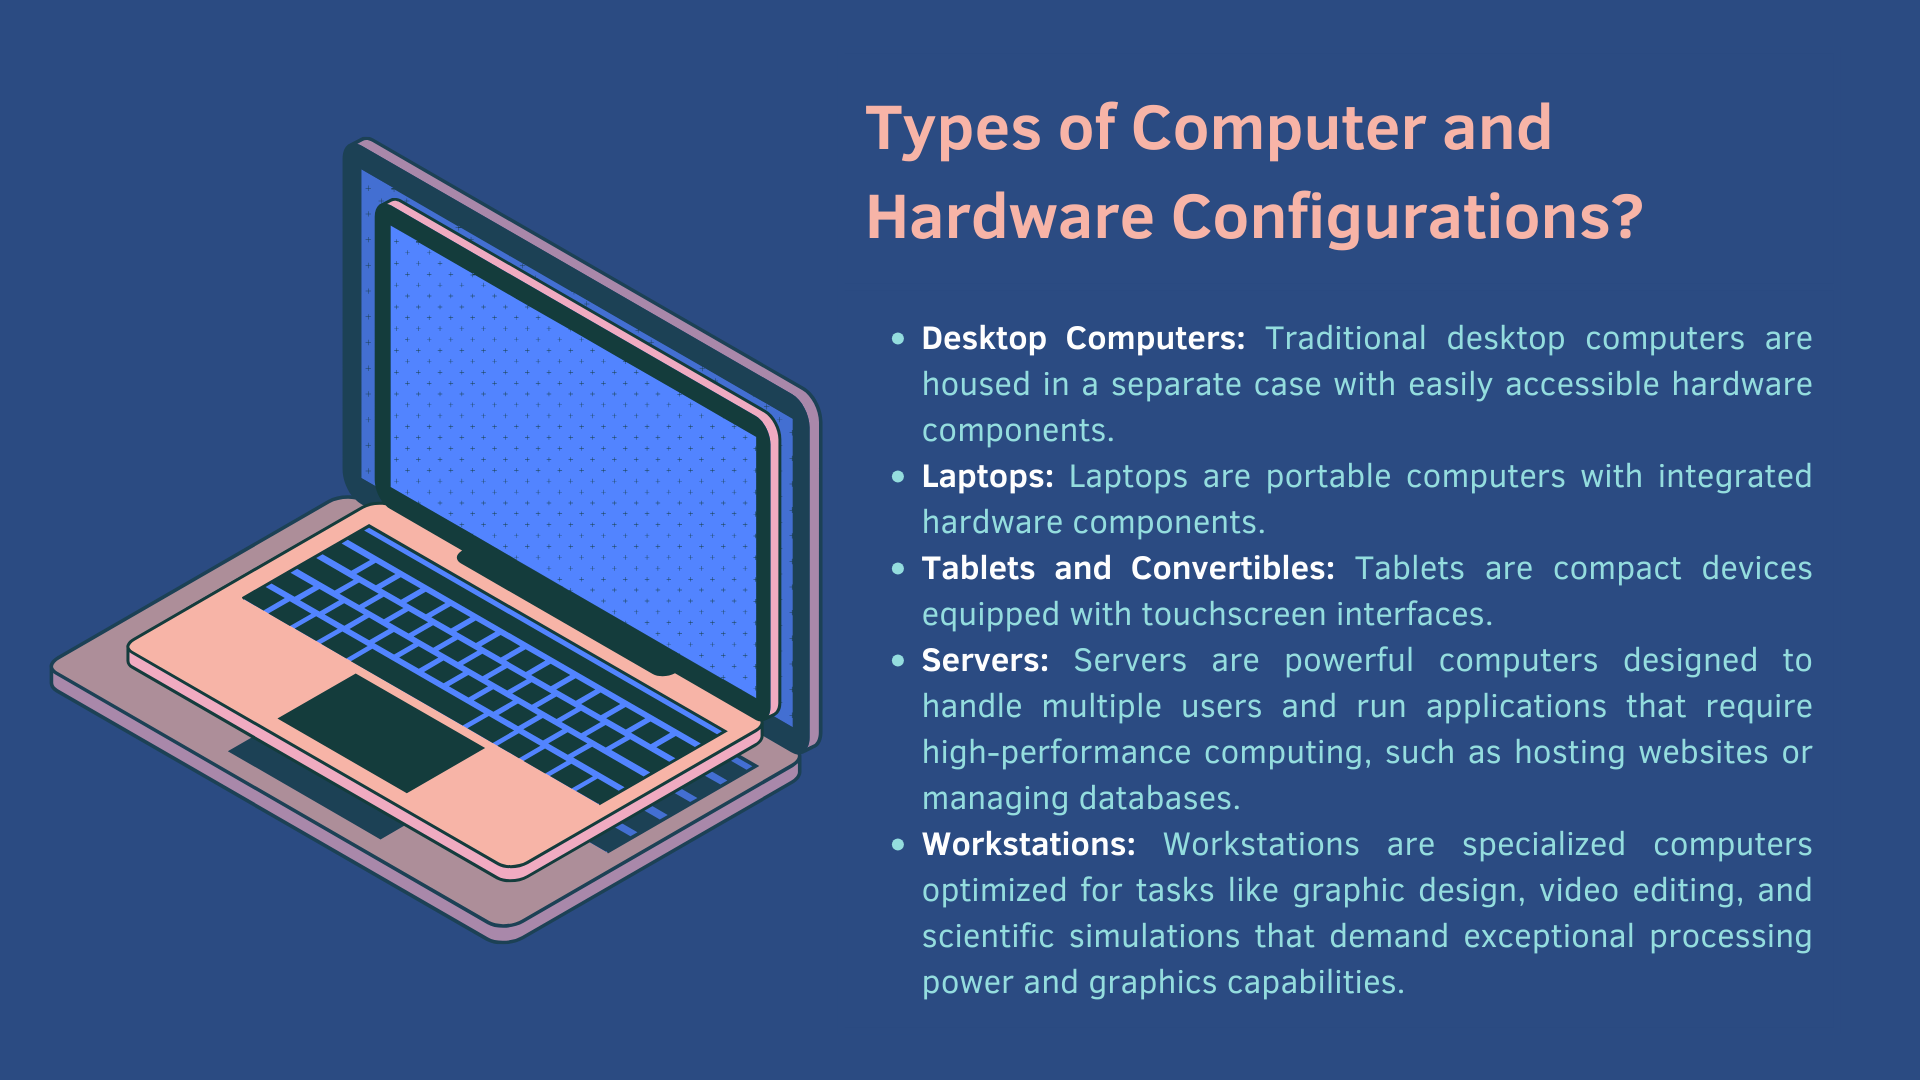 Types of Computer and
Hardware Configurations?
• Desktop Computers: Traditional desktop computers are
housed in a separate case with easily accessible hardware
components.
• Laptops: Laptops are portable computers with integrated
hardware components.
• Tablets and Convertibles: Tablets are compact devices
equipped with touchscreen interfaces.
• Servers: Servers are powerful computers designed to
handle multiple users and run applications that require
high-performance computing, such as hosting websites or
managing databases.
• Workstations: Workstations are specialized computers
optimized for tasks like graphic design, video editing, and
scientific simulations that demand exceptional processing
power and graphics capabilities.